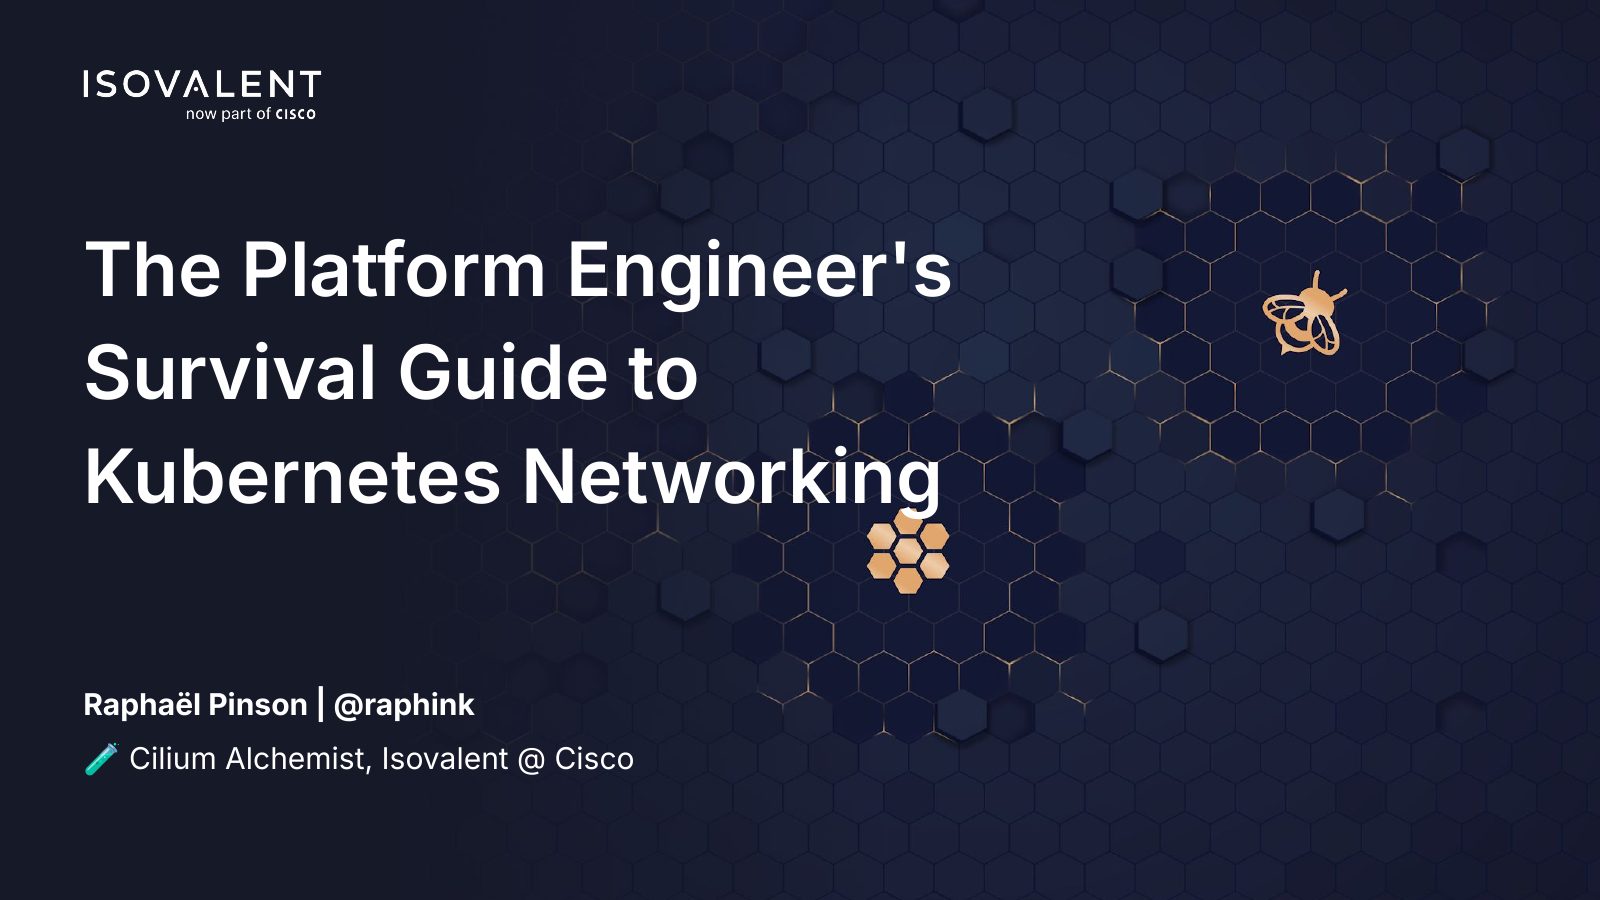 ISOVALENT
now part of CISCO
The Platform Engineer's
Survival Guide to
Kubernetes Networking
Raphaël Pinson | @raphink
🧪 Cilium Alchemist, Isovalent @ Cisco